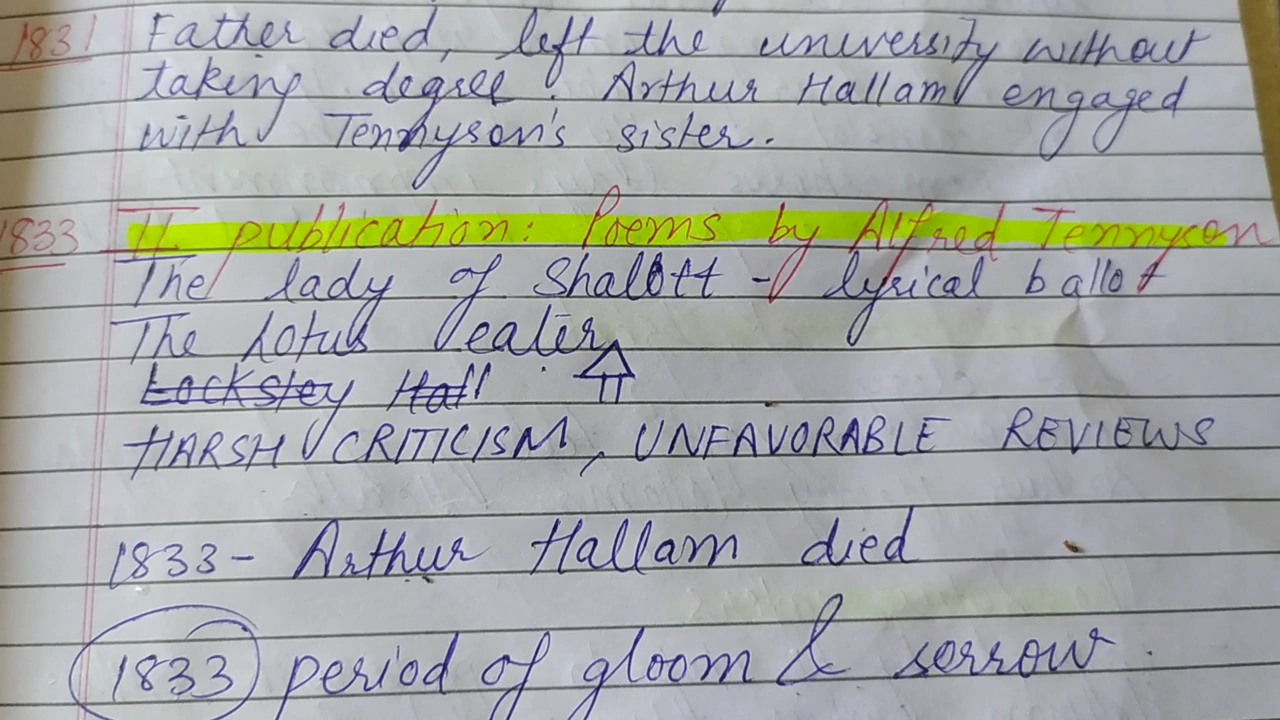 1831 Father died, left the university without
taking degree. Arthur Hallam engaged
with Tennyson's sister.
1833 II publication: Poems by Alfred Tennyson
The lady of Shalott - lyrical ballot
The Lotus eater
Locksley Hall
HARSH CRITICISM, UNFAVORABLE REVIEWS
1833 - Arthur Hallam died
1833 period of gloom & sorrow.